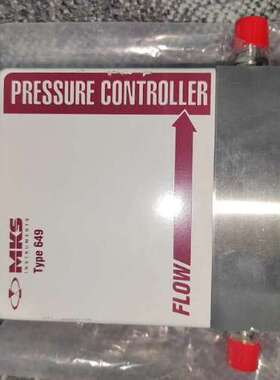 PRESSURE CONTROLLER
FLOW
MKS
INSTRUMENTS
Type 649